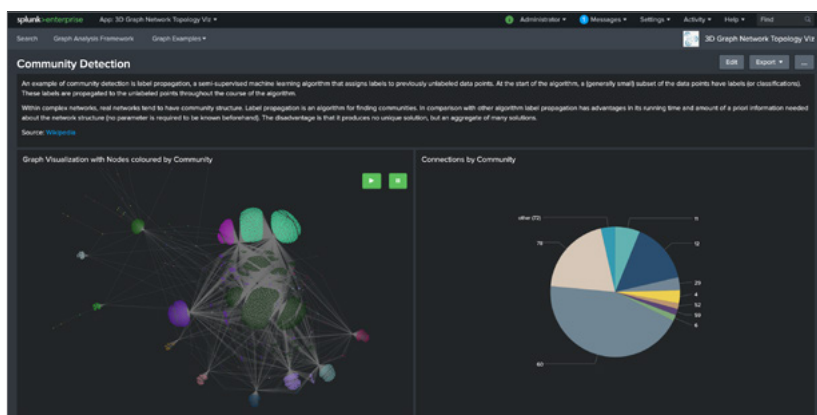 splunk>enterprise App: 3D Graph Network Topology Viz Administrator Messages Settings Activity Help Find
Search Graph Analysis Framework Graph Examples 3D Graph Network Topology Viz
Community Detection Edit Export ...
An example of community detection is label propagation, a semi-supervised machine learning algorithm that assigns labels to previously unlabeled data points. At the start of the algorithm, a (generally small) subset of the data points have labels (or classifications).
These labels are propagated to the unlabeled points throughout the course of the algorithm.
Within complex networks, real networks tend to have community structure. Label propagation is an algorithm for finding communities. In comparison with other algorithm label propagation has advantages in its running time and amount of a priori information needed
about the network structure (no parameter is required to be known beforehand). The disadvantage is that it produces no unique solution, but an aggregate of many solutions.
Source: Wikipedia
Graph Visualization with Nodes coloured by Community
Connections by Community
other (72)
11
78
12
29
4
52
59
6
60